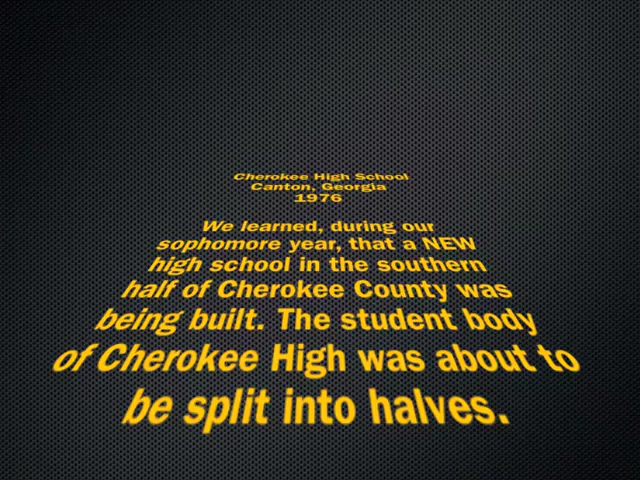 Cherokee High School
Canton, Georgia
1976
We learned, during our
sophomore year, that a NEW
high school in the southern
half of Cherokee County was
being built. The student body
of Cherokee High was about to
be split into halves.